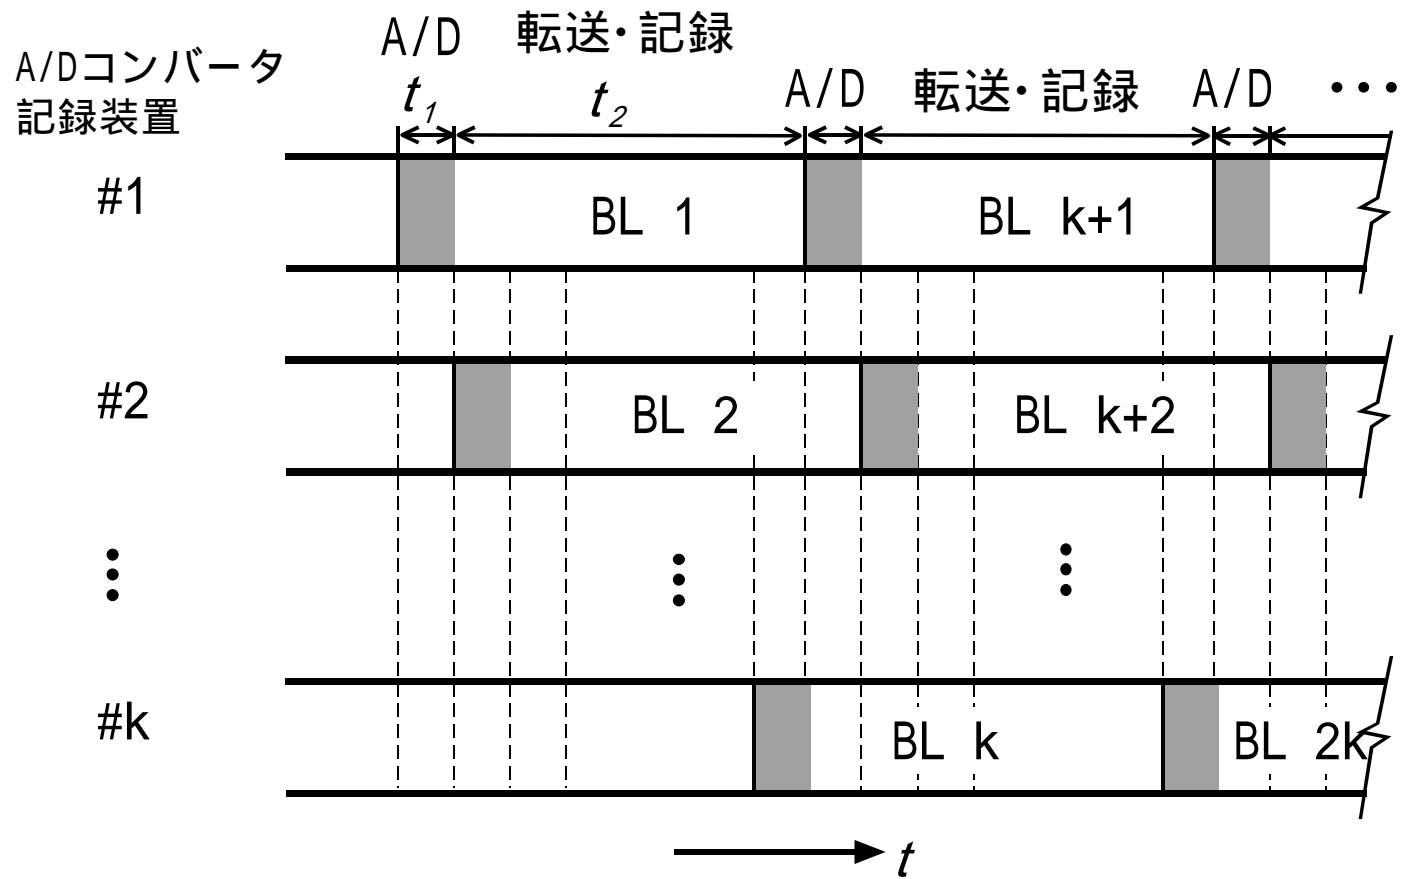 A/D 転送・記録
A/Dコンバータ
記録装置
t1 t2
A/D 転送・記録 A/D •••
#1 BL 1 BL k+1
#2 BL 2 BL k+2
#k BL k BL 2k
t